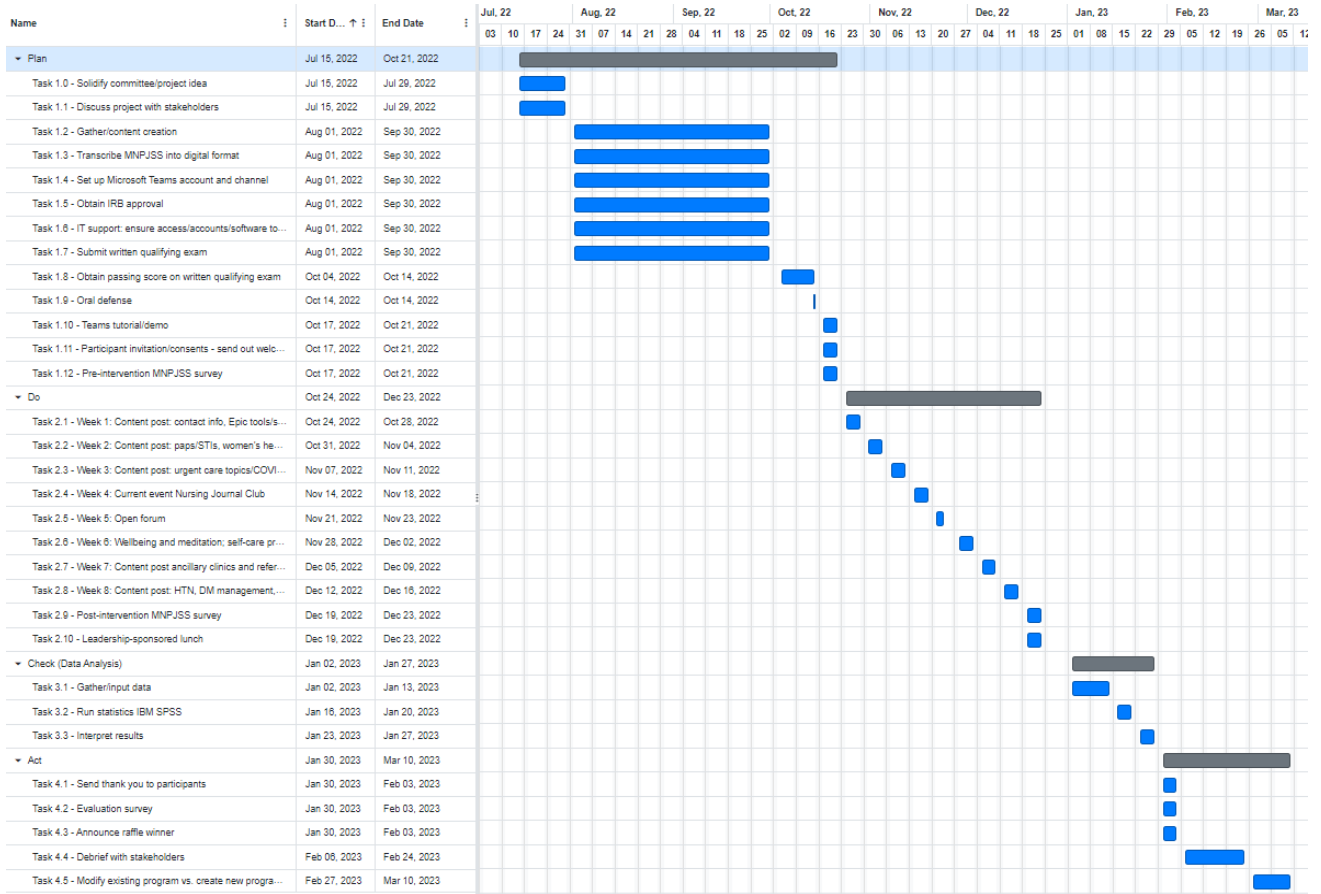 Name Start D... End Date
Jul, 22 Aug, 22 Sep, 22 Oct, 22 Nov, 22 Dec, 22 Jan, 23 Feb, 23 Mar, 23
03 10 17 24 31 07 14 21 28 04 11 18 25 02 09 16 23 30 06 13 20 27 04 11 18 25 01 08 15 22 29 05 12 19 26 05 12
Plan Jul 15, 2022 Oct 21, 2022
Task 1.0 - Solidify committee/project idea Jul 15, 2022 Jul 29, 2022
Task 1.1 - Discuss project with stakeholders Jul 15, 2022 Jul 29, 2022
Task 1.2 - Gather/content creation Aug 01, 2022 Sep 30, 2022
Task 1.3 - Transcribe MNPJSS into digital format Aug 01, 2022 Sep 30, 2022
Task 1.4 - Set up Microsoft Teams account and channel Aug 01, 2022 Sep 30, 2022
Task 1.5 - Obtain IRB approval Aug 01, 2022 Sep 30, 2022
Task 1.6 - IT support: ensure access/accounts/software to... Aug 01, 2022 Sep 30, 2022
Task 1.7 - Submit written qualifying exam Aug 01, 2022 Sep 30, 2022
Task 1.8 - Obtain passing score on written qualifying exam Oct 04, 2022 Oct 14, 2022
Task 1.9 - Oral defense Oct 14, 2022 Oct 14, 2022
Task 1.10 - Teams tutorial/demo Oct 17, 2022 Oct 21, 2022
Task 1.11 - Participant invitation/consents - send out welc... Oct 17, 2022 Oct 21, 2022
Task 1.12 - Pre-intervention MNPJSS survey Oct 17, 2022 Oct 21, 2022
Do Oct 24, 2022 Dec 23, 2022
Task 2.1 - Week 1: Content post: contact info, Epic tools/s... Oct 24, 2022 Oct 28, 2022
Task 2.2 - Week 2: Content post: paps/STIs, women's he... Oct 31, 2022 Nov 04, 2022
Task 2.3 - Week 3: Content post: urgent care topics/COVI... Nov 07, 2022 Nov 11, 2022
Task 2.4 - Week 4: Current event Nursing Journal Club Nov 14, 2022 Nov 18, 2022
Task 2.5 - Week 5: Open forum Nov 21, 2022 Nov 23, 2022
Task 2.6 - Week 6: Wellbeing and meditation; self-care pr... Nov 28, 2022 Dec 02, 2022
Task 2.7 - Week 7: Content post ancillary clinics and refer... Dec 05, 2022 Dec 09, 2022
Task 2.8 - Week 8: Content post: HTN, DM management,... Dec 12, 2022 Dec 16, 2022
Task 2.9 - Post-intervention MNPJSS survey Dec 19, 2022 Dec 23, 2022
Task 2.10 - Leadership-sponsored lunch Dec 19, 2022 Dec 23, 2022
Check (Data Analysis) Jan 02, 2023 Jan 27, 2023
Task 3.1 - Gather/input data Jan 02, 2023 Jan 13, 2023
Task 3.2 - Run statistics IBM SPSS Jan 16, 2023 Jan 20, 2023
Task 3.3 - Interpret results Jan 23, 2023 Jan 27, 2023
Act Jan 30, 2023 Mar 10, 2023
Task 4.1 - Send thank you to participants Jan 30, 2023 Feb 03, 2023
Task 4.2 - Evaluation survey Jan 30, 2023 Feb 03, 2023
Task 4.3 - Announce raffle winner Jan 30, 2023 Feb 03, 2023
Task 4.4 - Debrief with stakeholders Feb 06, 2023 Feb 24, 2023
Task 4.5 - Modify existing program vs. create new progra... Feb 27, 2023 Mar 10, 2023